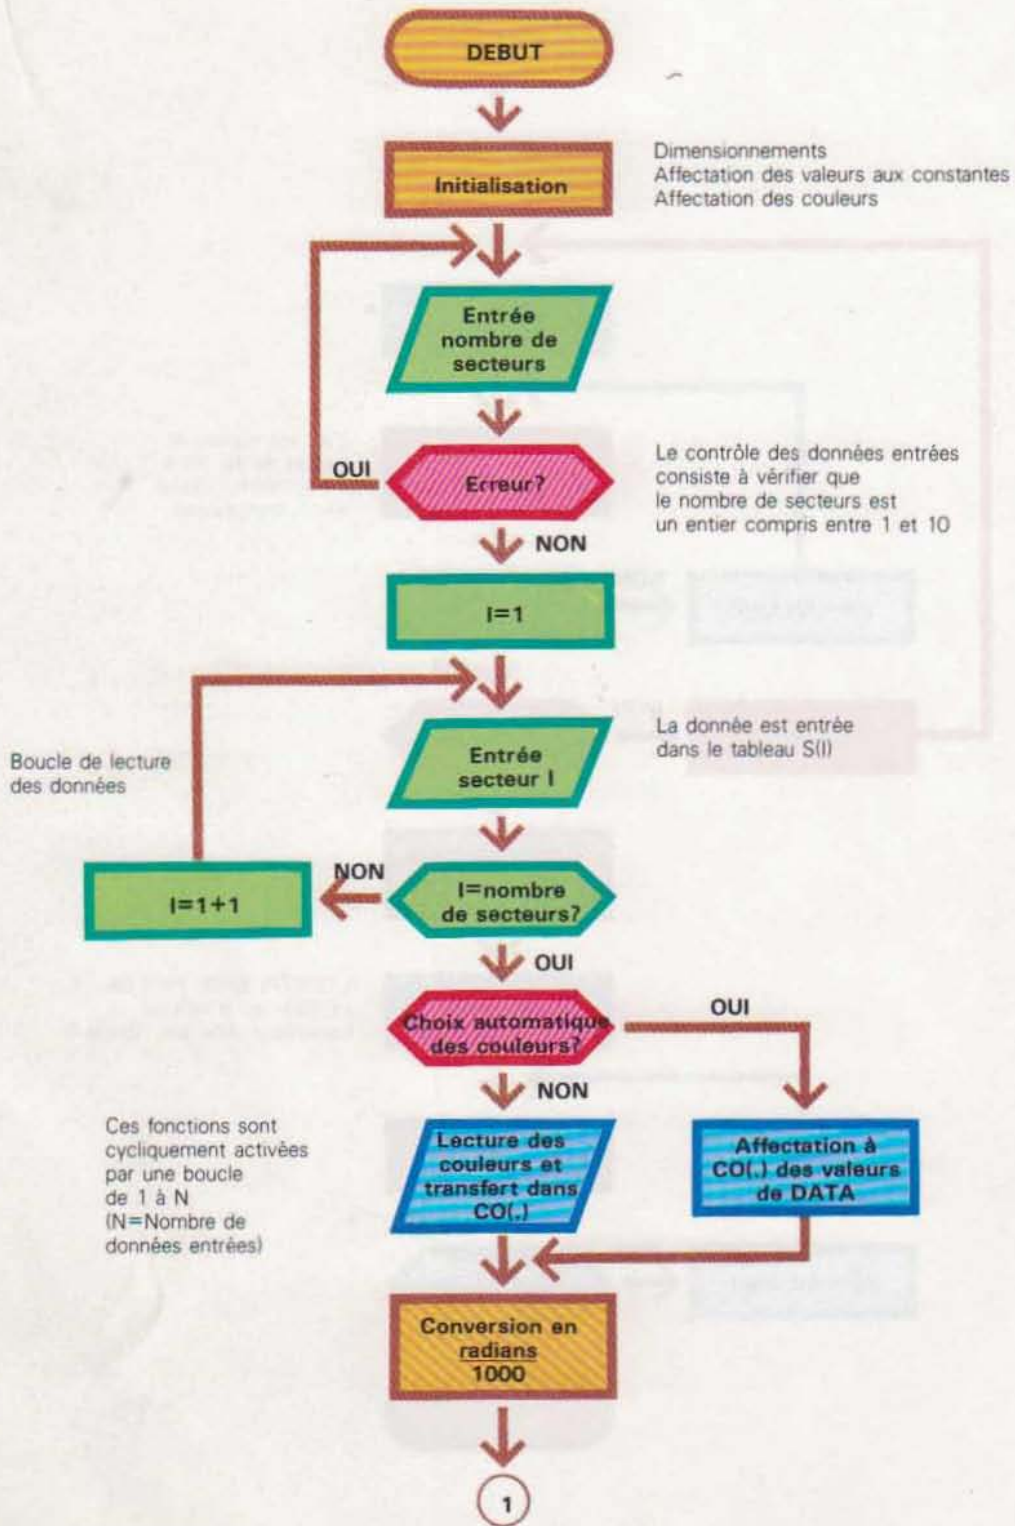 DEBUT
Initialisation
Dimensionnements
Affectation des valeurs aux constantes
Affectation des couleurs
Entrée
nombre de
secteurs
OUI
Erreur?
Le contrôle des données entrées
consiste à vérifier que
le nombre de secteurs est
un entier compris entre 1 et 10
NON
I=1
Boucle de lecture
des données
Entrée
secteur I
La donnée est entrée
dans le tableau S(I)
I=1+1
NON
I=nombre
de secteurs?
OUI
Choix automatique
des couleurs?
OUI
NON
Ces fonctions sont
cycliquement activées
par une boucle
de 1 à N
(N=Nombre de
données entrées)
Lecture des
couleurs et
transfert dans
CO(.)
Affectation à
CO(.) des valeurs
de DATA
Conversion en
radians
1000
1